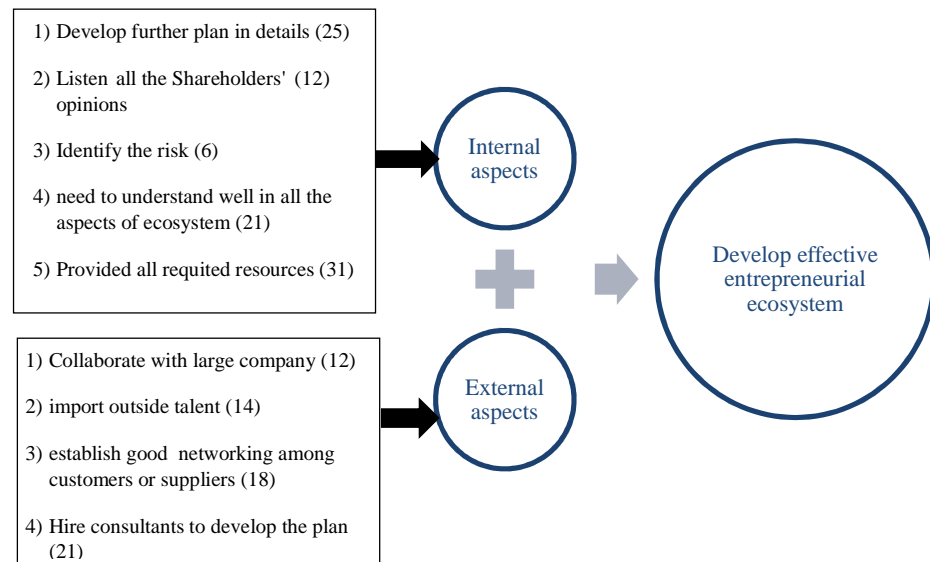 1) Develop further plan in details (25)
2) Listen all the Shareholders' (12)
opinions
3) Identify the risk (6)
4) need to understand well in all the
aspects of ecosystem (21)
5) Provided all requited resources (31)
Internal
aspects
Develop effective
entrepreneurial
ecosystem
1) Collaborate with large company (12)
2) import outside talent (14)
3) establish good networking among
customers or suppliers (18)
4) Hire consultants to develop the plan
(21)
External
aspects